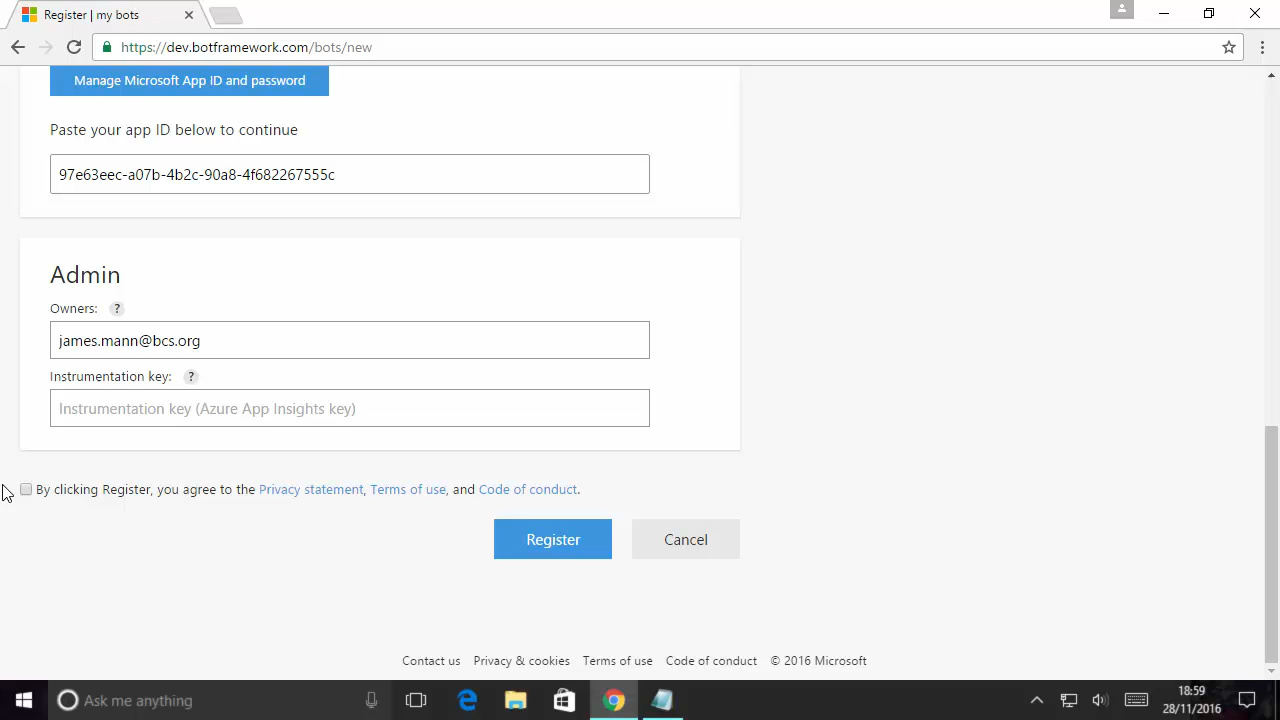 Register | my bots
https://dev.botframework.com/bots/new
Manage Microsoft App ID and password
Paste your app ID below to continue
97e63eec-a07b-4b2c-90a8-4f682267555c
Admin
Owners: ?
james.mann@bcs.org
Instrumentation key: ?
Instrumentation key (Azure App Insights key)
By clicking Register, you agree to the Privacy statement, Terms of use, and Code of conduct.
Register Cancel
Contact us Privacy & cookies Terms of use Code of conduct © 2016 Microsoft
Ask me anything
18:59
28/11/2016